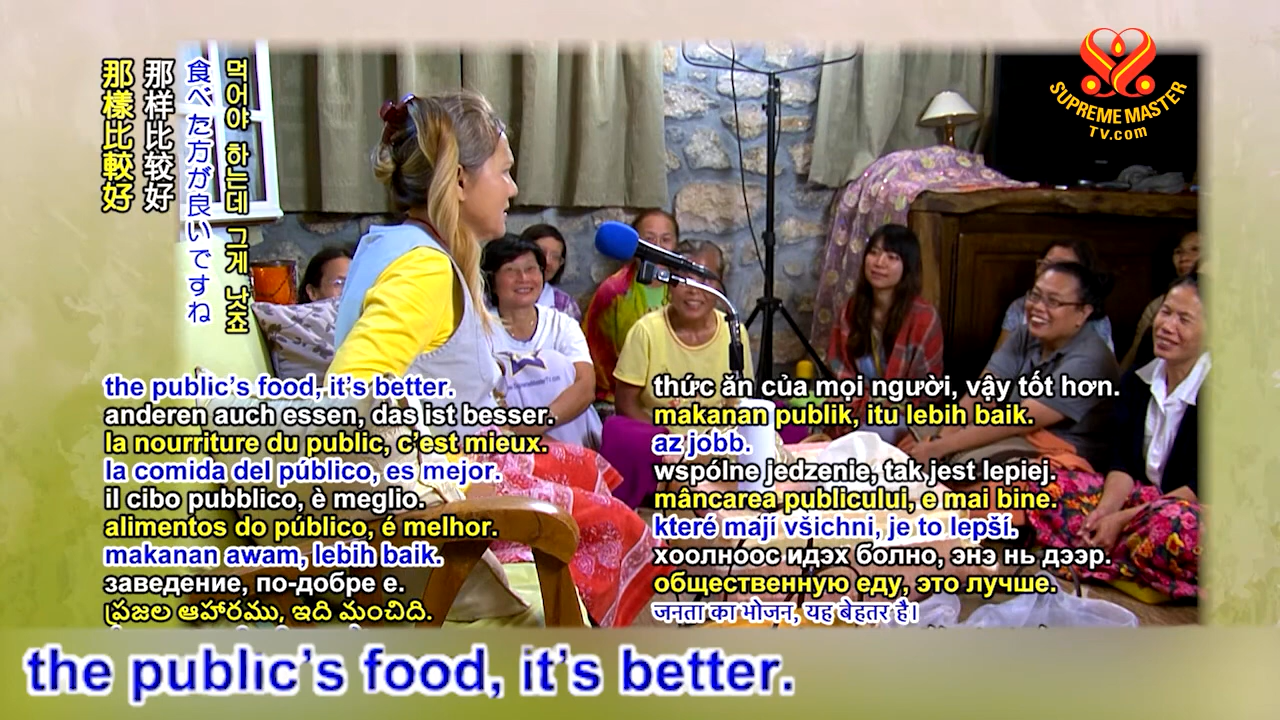 SUPREME MASTER
TV.com
那樣比較好
那样比较好
食べた方が良いですね
먹어야 하는데 그게 낫죠
the public's food, it's better.
anderen auch essen, das ist besser.
la nourriture du public, c'est mieux.
la comida del público, es mejor.
il cibo pubblico, è meglio.
alimentos do público, é melhor.
makanan awam, lebih baik.
заведение, по-добре е.
ప్రజల ఆహారము, ఇది మంచిది.
thức ăn của mọi người, vậy tốt hơn.
makanan publik, itu lebih baik.
az jobb.
wspólne jedzenie, tak jest lepiej.
mâncarea publicului, e mai bine.
které mají všichni, je to lepší.
хоолноос идэх болно, энэ нь дээр.
общественную еду, это лучше.
जनता का भोजन, यह बेहतर है।
the public's food, it's better.